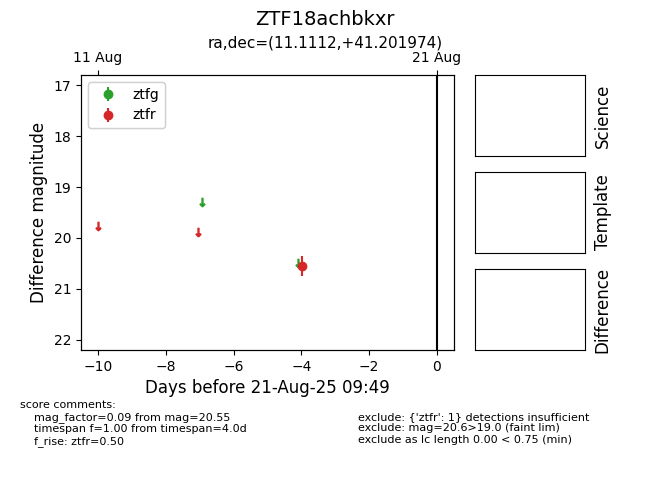 ZTF18achbkxr
ra,dec=(11.1112,+41.201974)
11 Aug
21 Aug
ztfg
ztfr
17
18
19
20
21
22
Difference magnitude
−10
−8
−6
−4
−2
0
Days before 21-Aug-25 09:49
Science
Template
Difference
score comments:
mag_factor=0.09 from mag=20.55
timespan f=1.00 from timespan=4.0d
f_rise: ztfr=0.50
exclude: {'ztfr': 1} detections insufficient
exclude: mag=20.6>19.0 (faint lim)
exclude as lc length 0.00 < 0.75 (min)